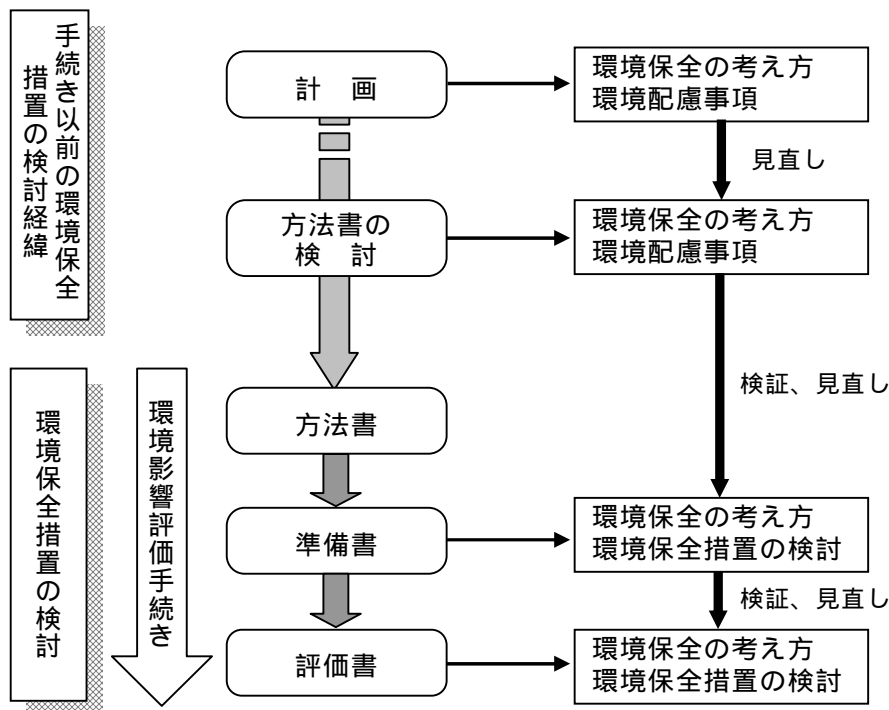 手続き以前の環境保全
措置の検討経緯
計　画
環境保全の考え方
環境配慮事項
見直し
方法書の
検　討
環境保全の考え方
環境配慮事項
検証、見直し
環境保全措置の検討
環境影響評価手続き
方法書
準備書
環境保全の考え方
環境保全措置の検討
検証、見直し
評価書
環境保全の考え方
環境保全措置の検討